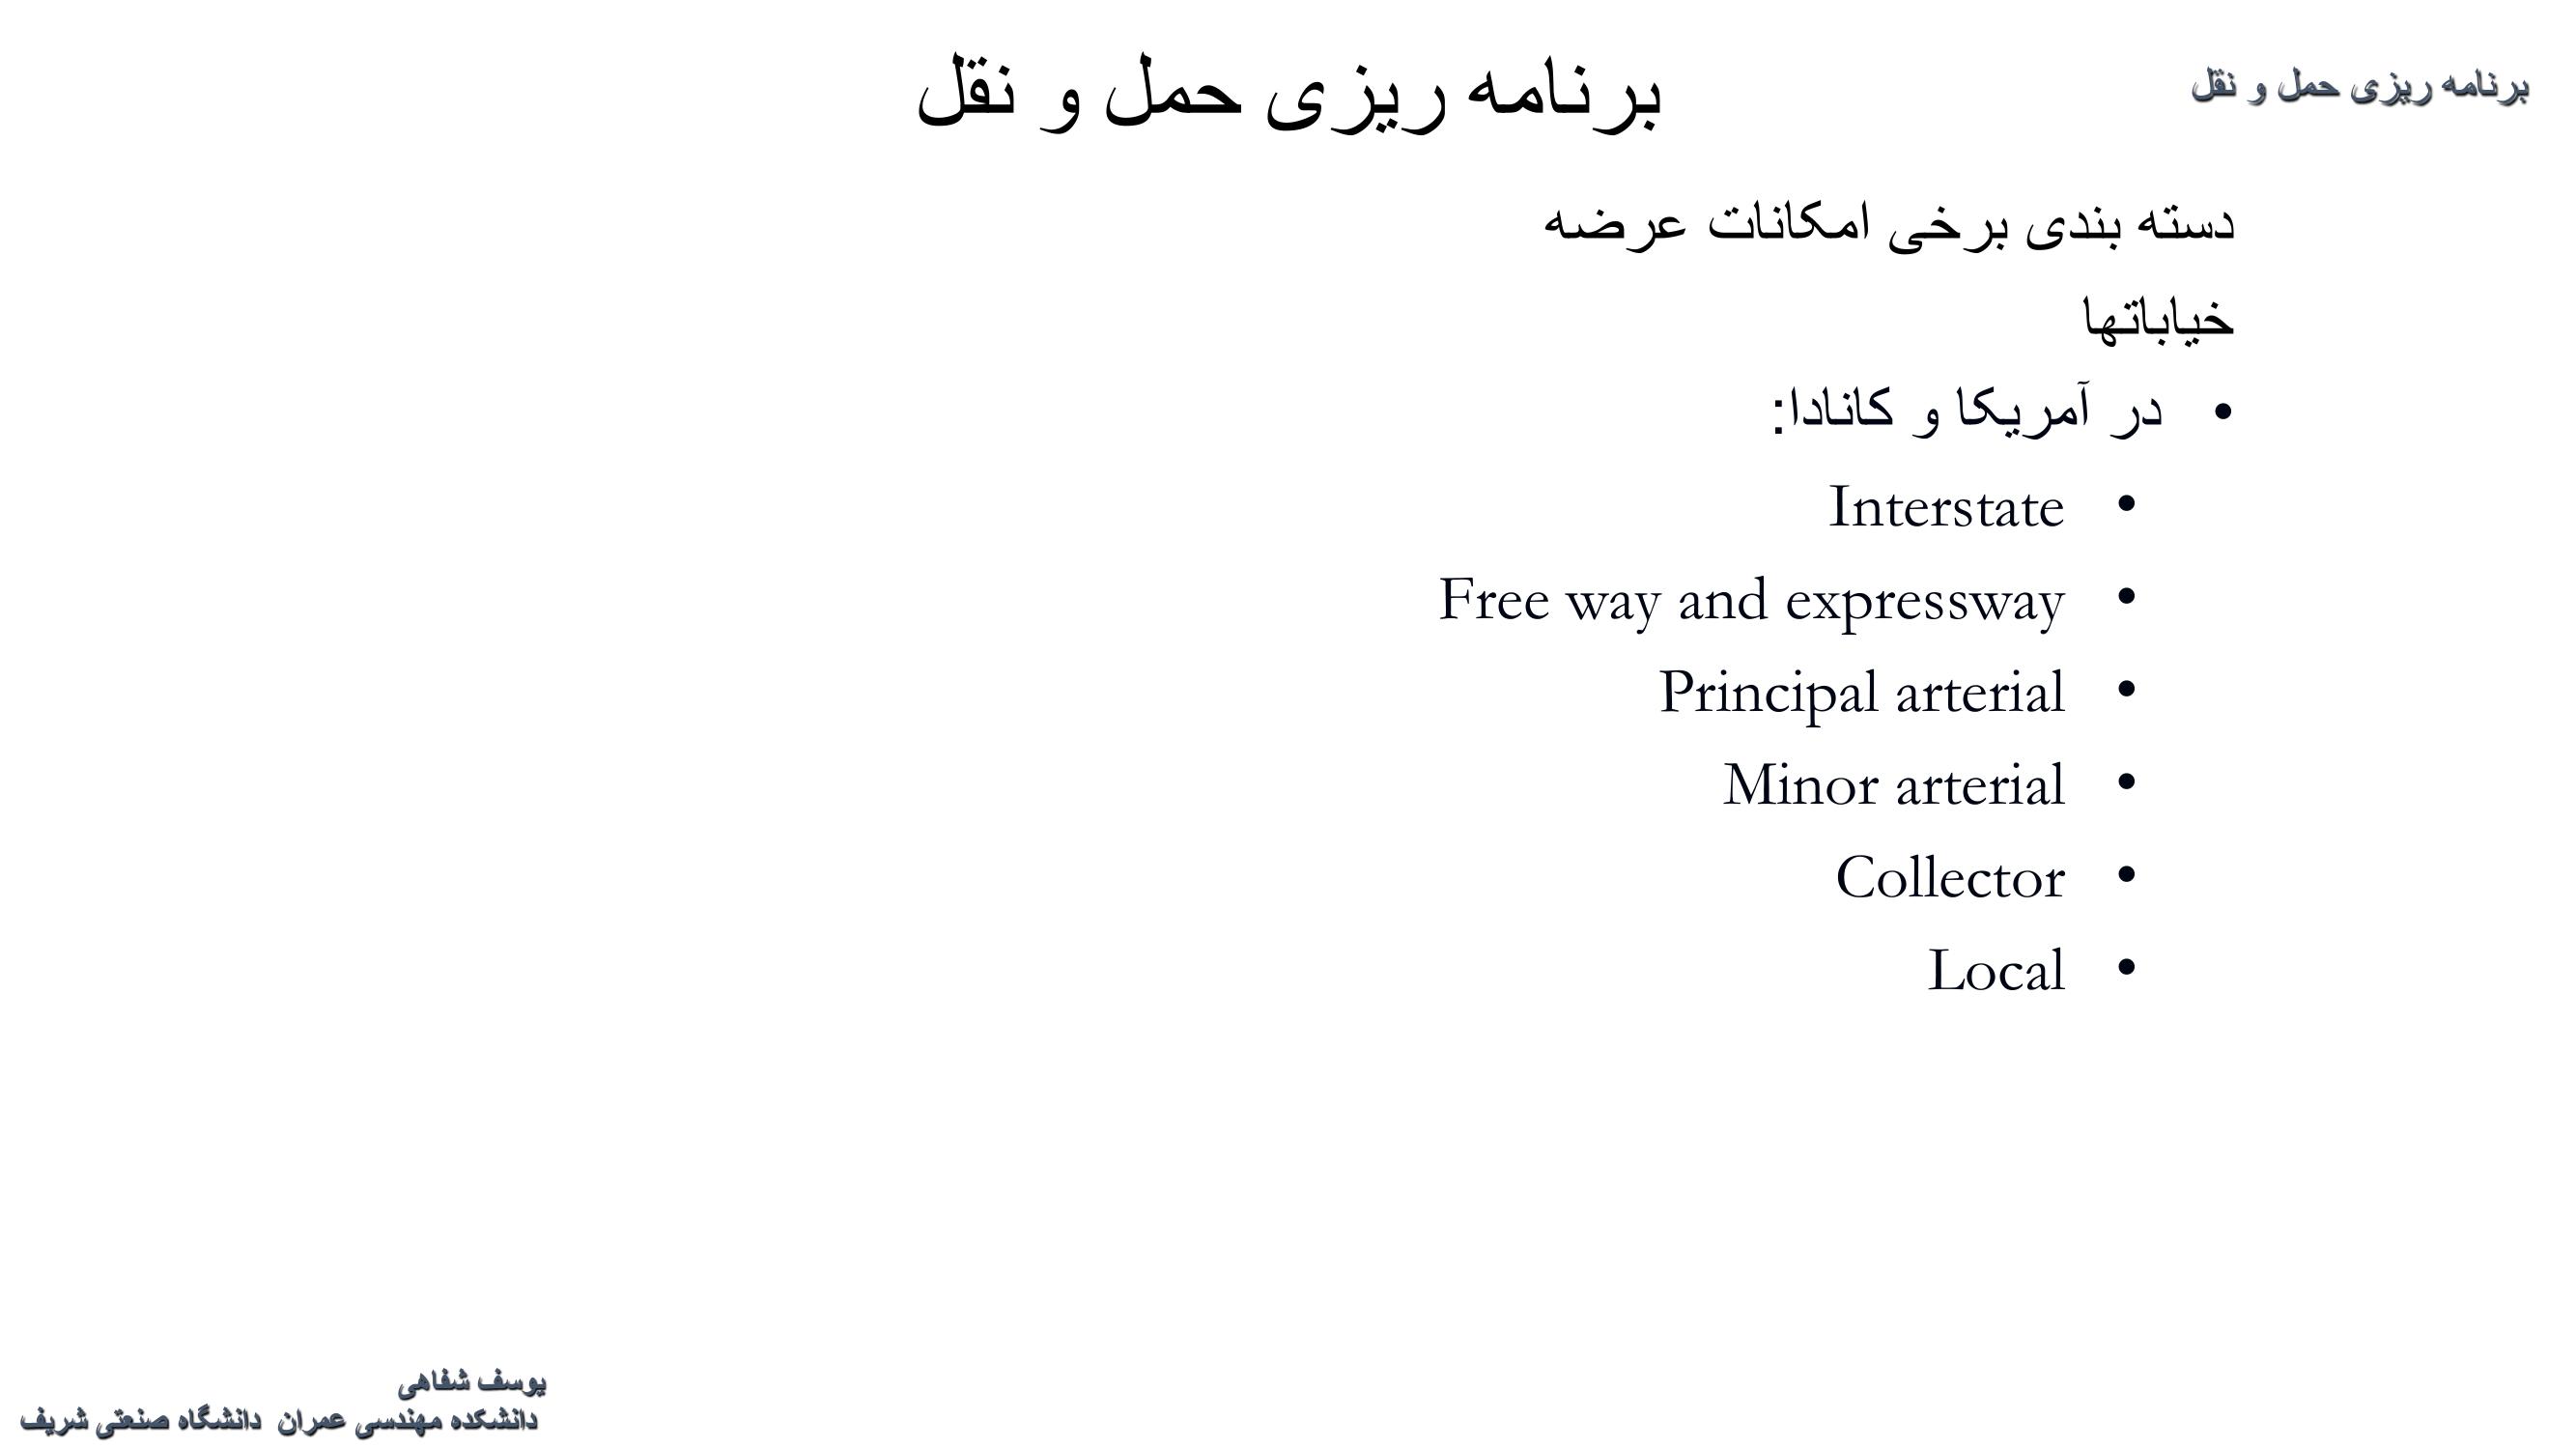 برنامه ریزی حمل و نقل
برنامه ریزی حمل و نقل
دسته بندی برخی امکانات عرضه
خیاباتها
• در آمریکا و کانادا:
• Interstate
• Free way and expressway
• Principal arterial
• Minor arterial
• Collector
• Local
یوسف شفاهی
دانشکده مهندسی عمران دانشگاه صنعتی شریف